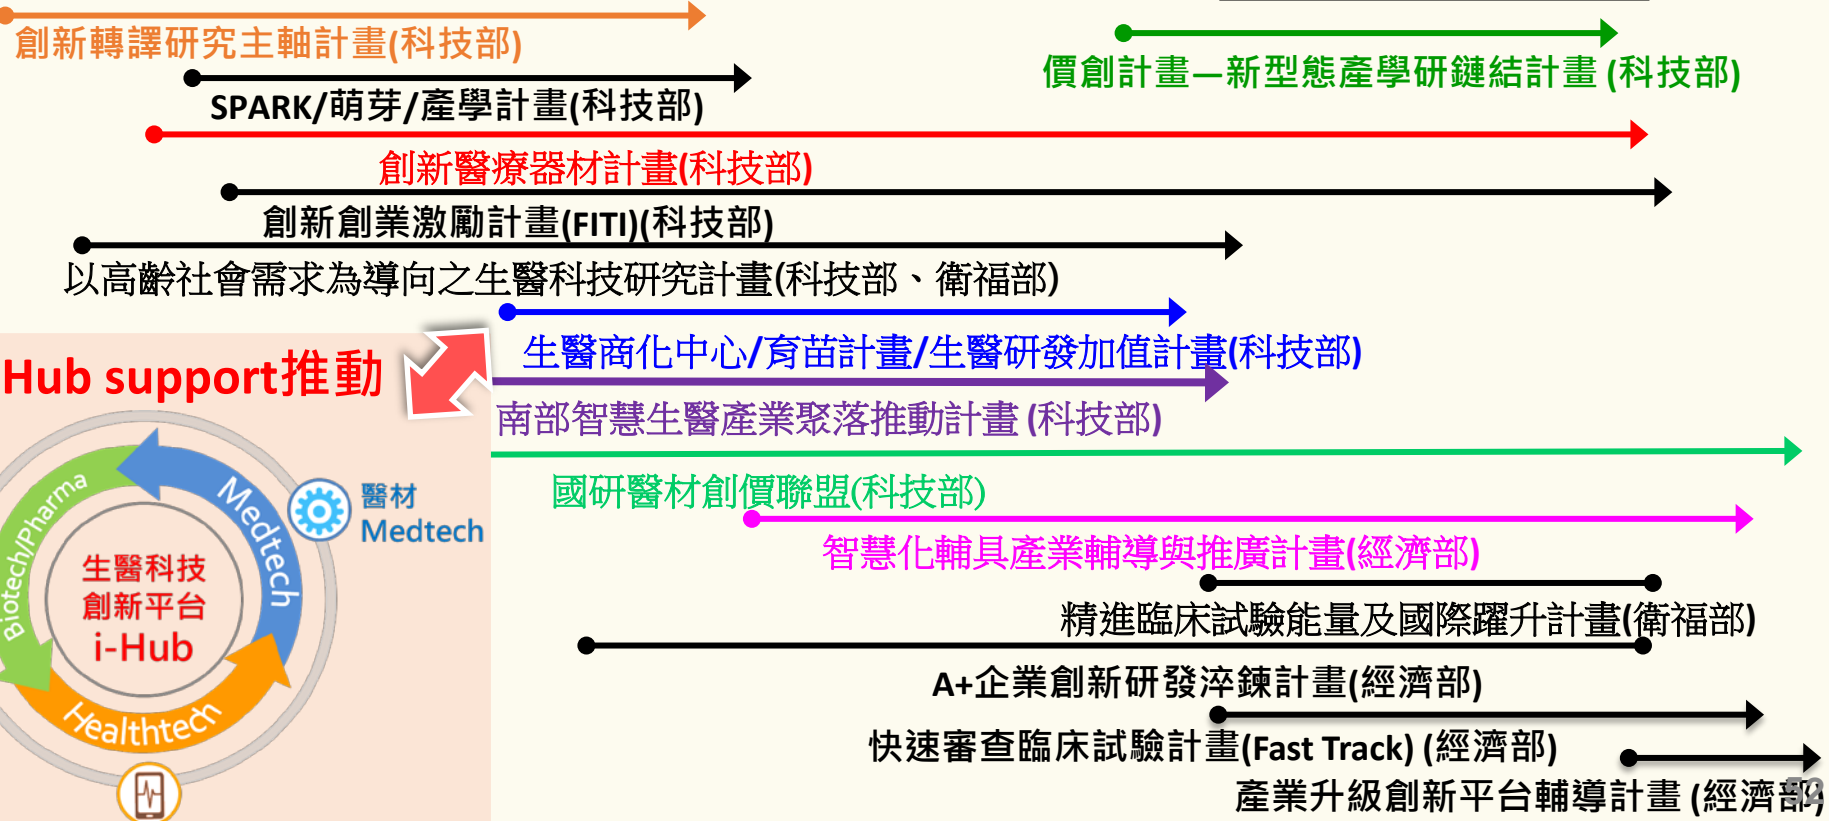 創新轉譯研究主軸計畫(科技部)
價創計畫—新型態產學研鏈結計畫 (科技部)
SPARK/萌芽/產學計畫(科技部)
創新醫療器材計畫(科技部)
創新創業激勵計畫(FITI)(科技部)
以高齡社會需求為導向之生醫科技研究計畫(科技部、衛福部)
生醫商化中心/育苗計畫/生醫研發加值計畫(科技部)
Hub support推動
南部智慧生醫產業聚落推動計畫 (科技部)
國研醫材創價聯盟(科技部)
Biotech/Pharma
Medtech
醫材
Medtech
生醫科技
創新平台
i-Hub
Healthtech
智慧化輔具產業輔導與推廣計畫(經濟部)
精進臨床試驗能量及國際躍升計畫(衛福部)
A+企業創新研發淬鍊計畫(經濟部)
快速審查臨床試驗計畫(Fast Track) (經濟部)
產業升級創新平台輔導計畫 (經濟部)
52